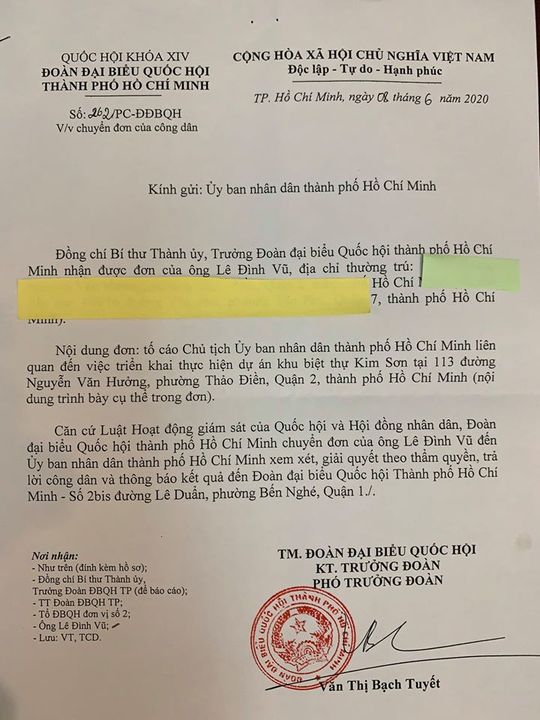 QUỐC HỘI KHÓA XIV
ĐOÀN ĐẠI BIỂU QUỐC HỘI
THÀNH PHỐ HỒ CHÍ MINH
Số: 262/PC-ĐĐBQH
V/v chuyển đơn của công dân
CỘNG HÒA XÃ HỘI CHỦ NGHĨA VIỆT NAM
Độc lập - Tự do - Hạnh phúc
TP. Hồ Chí Minh, ngày 08 tháng 6 năm 2020
Kính gửi: Ủy ban nhân dân thành phố Hồ Chí Minh
Đồng chí Bí thư Thành ủy, Trưởng Đoàn đại biểu Quốc hội thành phố Hồ Chí
Minh nhận được đơn của ông Lê Đình Vũ, địa chỉ thường trú:
Hồ Chí
7, thành phố Hồ Chí
Minh).
Nội dung đơn: tố cáo Chủ tịch Ủy ban nhân dân thành phố Hồ Chí Minh liên
quan đến việc triển khai thực hiện dự án khu biệt thự Kim Sơn tại 113 đường
Nguyễn Văn Hưởng, phường Thảo Điền, Quận 2, thành phố Hồ Chí Minh (nội
dung trình bày cụ thể trong đơn).
Căn cứ Luật Hoạt động giám sát của Quốc hội và Hội đồng nhân dân, Đoàn
đại biểu Quốc hội thành phố Hồ Chí Minh chuyển đơn của ông Lê Đình Vũ đến
Ủy ban nhân dân thành phố Hồ Chí Minh xem xét, giải quyết theo thẩm quyền, trả
lời công dân và thông báo kết quả đến Đoàn đại biểu Quốc hội Thành phố Hồ Chí
Minh - Số 2bis đường Lê Duẩn, phường Bến Nghé, Quận 1./.
Nơi nhận:
- Như trên (đính kèm hồ sơ);
- Đồng chí Bí thư Thành ủy,
Trưởng Đoàn ĐBQH TP (để báo cáo);
- TT Đoàn ĐBQH TP;
- Tổ ĐBQH đơn vị số 2;
- Ông Lê Đình Vũ;
- Lưu: VT, TCD.
TM. ĐOÀN ĐẠI BIỂU QUỐC HỘI
KT. TRƯỞNG ĐOÀN
PHÓ TRƯỞNG ĐOÀN
ĐOÀN ĐẠI BIỂU QUỐC HỘI THÀNH PHỐ HỒ CHÍ MINH
Văn Thị Bạch Tuyết